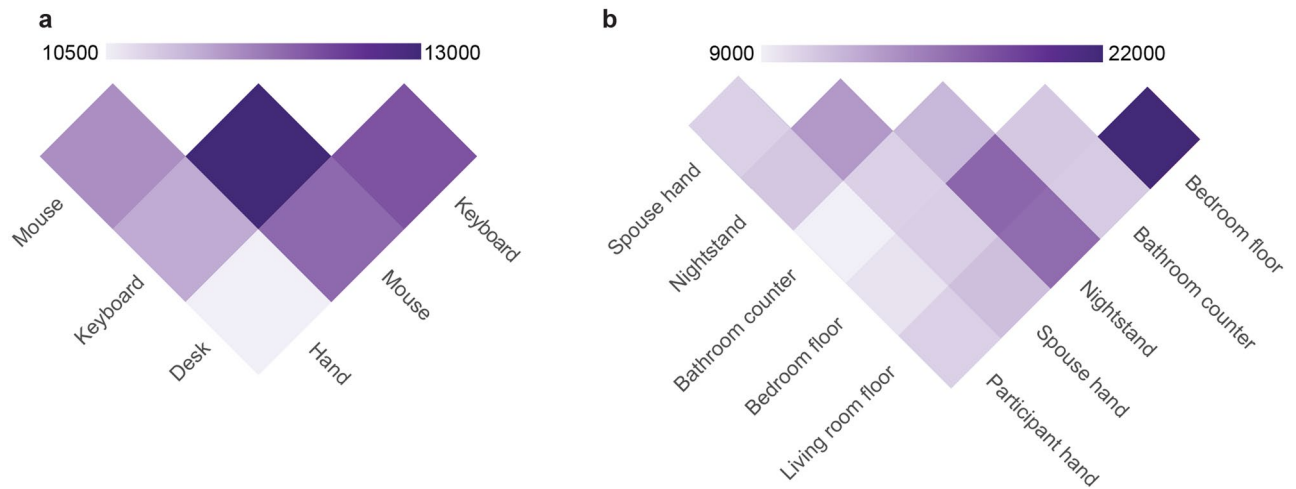 a
10500
13000
Mouse
Keyboard
Desk
Hand
Mouse
Keyboard
b
9000
22000
Spouse hand
Nightstand
Bathroom counter
Bedroom floor
Living room floor
Participant hand
Spouse hand
Nightstand
Bathroom counter
Bedroom floor